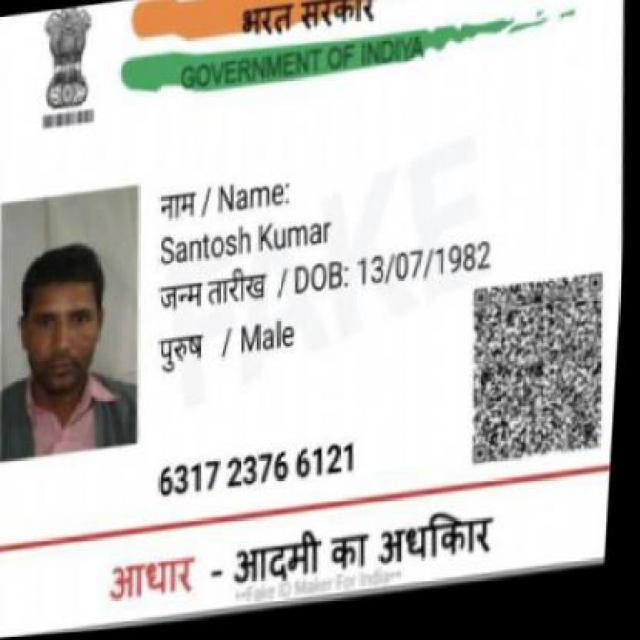 भरत सरकार
GOVERNMENT OF INDIYA
नाम / Name:
Santosh Kumar
जन्म तारीख / DOB: 13/07/1982
पुरुष / Male
FAKE
6317 2376 6121
आधार - आदमी का अधकिार
**Fake ID Maker For India**